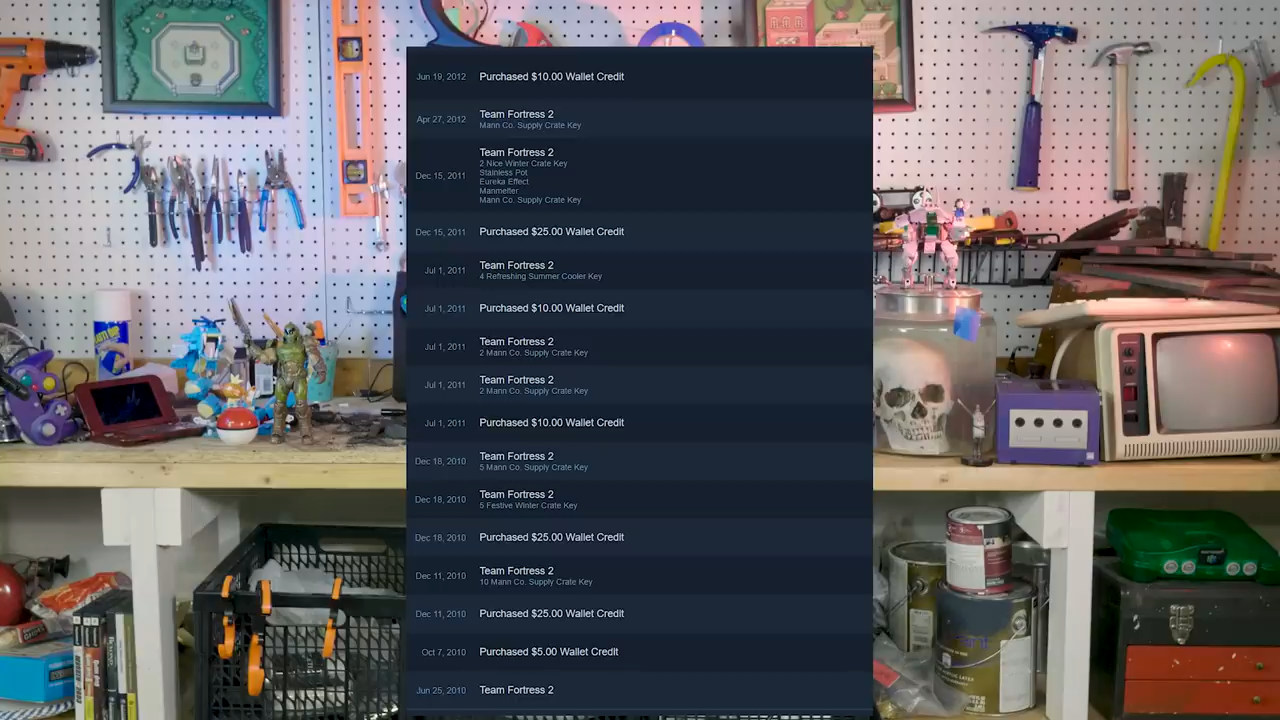 Jun 19, 2012 Purchased $10.00 Wallet Credit
Apr 27, 2012 Team Fortress 2
Mann Co. Supply Crate Key
Dec 15, 2011 Team Fortress 2
2 Nice Winter Crate Key
Stainless Pot
Eureka Effect
Manmelter
Mann Co. Supply Crate Key
Dec 15, 2011 Purchased $25.00 Wallet Credit
Jul 1, 2011 Team Fortress 2
4 Refreshing Summer Cooler Key
Jul 1, 2011 Purchased $10.00 Wallet Credit
Jul 1, 2011 Team Fortress 2
2 Mann Co. Supply Crate Key
Jul 1, 2011 Team Fortress 2
2 Mann Co. Supply Crate Key
Jul 1, 2011 Purchased $10.00 Wallet Credit
Dec 18, 2010 Team Fortress 2
5 Mann Co. Supply Crate Key
Dec 18, 2010 Team Fortress 2
5 Festive Winter Crate Key
Dec 18, 2010 Purchased $25.00 Wallet Credit
Dec 11, 2010 Team Fortress 2
10 Mann Co. Supply Crate Key
Dec 11, 2010 Purchased $25.00 Wallet Credit
Oct 7, 2010 Purchased $5.00 Wallet Credit
Jun 25, 2010 Team Fortress 2